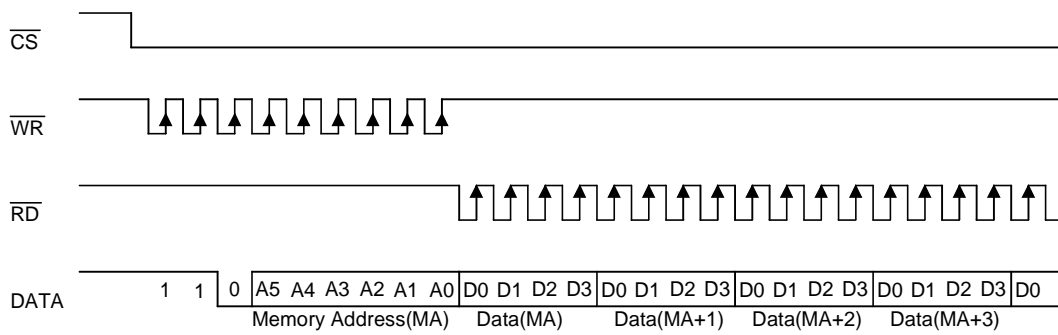 CS
WR
RD
DATA 1 1 0 A5 A4 A3 A2 A1 A0 D0 D1 D2 D3 D0 D1 D2 D3 D0 D1 D2 D3 D0 D1 D2 D3 D0
Memory Address(MA) Data(MA) Data(MA+1) Data(MA+2) Data(MA+3)